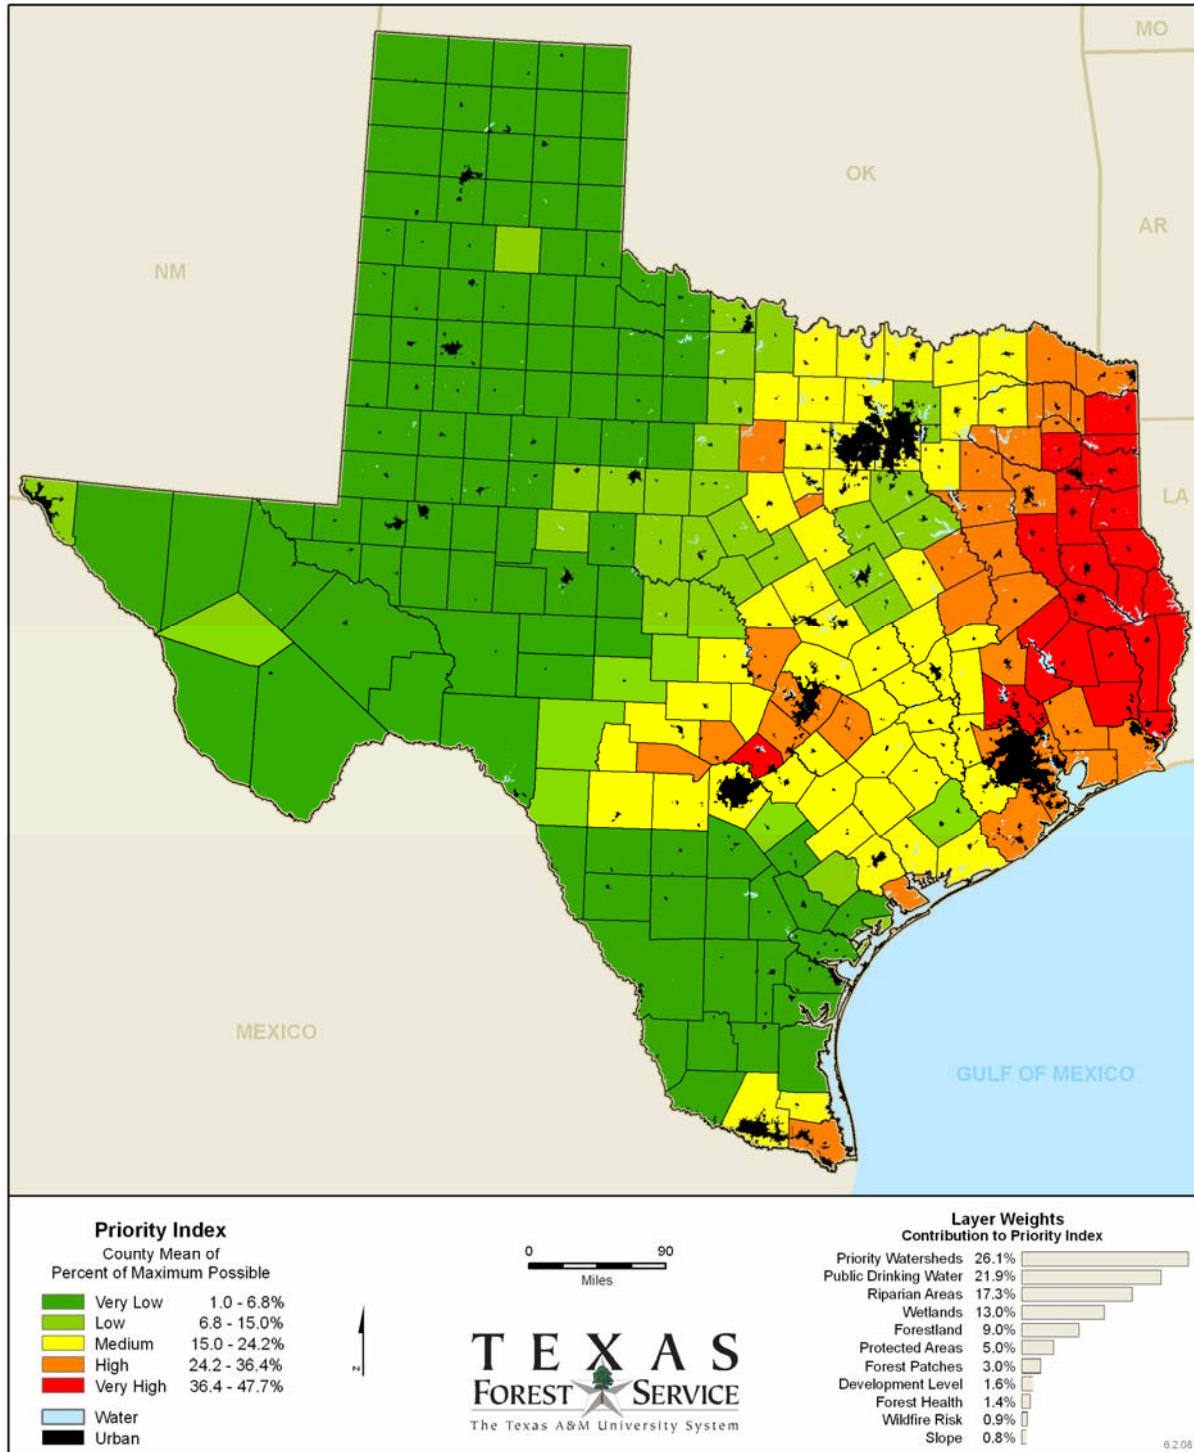 MO
OK
AR
NM
LA
MEXICO
GULF OF MEXICO
Priority Index
County Mean of
Percent of Maximum Possible
Very Low 1.0 - 6.8%
Low 6.8 - 15.0%
Medium 15.0 - 24.2%
High 24.2 - 36.4%
Very High 36.4 - 47.7%
Water
Urban
0 90
Miles
N
TEXAS
FOREST SERVICE
The Texas A&M University System
Layer Weights
Contribution to Priority Index
Priority Watersheds 26.1%
Public Drinking Water 21.9%
Riparian Areas 17.3%
Wetlands 13.0%
Forestland 9.0%
Protected Areas 5.0%
Forest Patches 3.0%
Development Level 1.6%
Forest Health 1.4%
Wildfire Risk 0.9%
Slope 0.8%
6.2.08